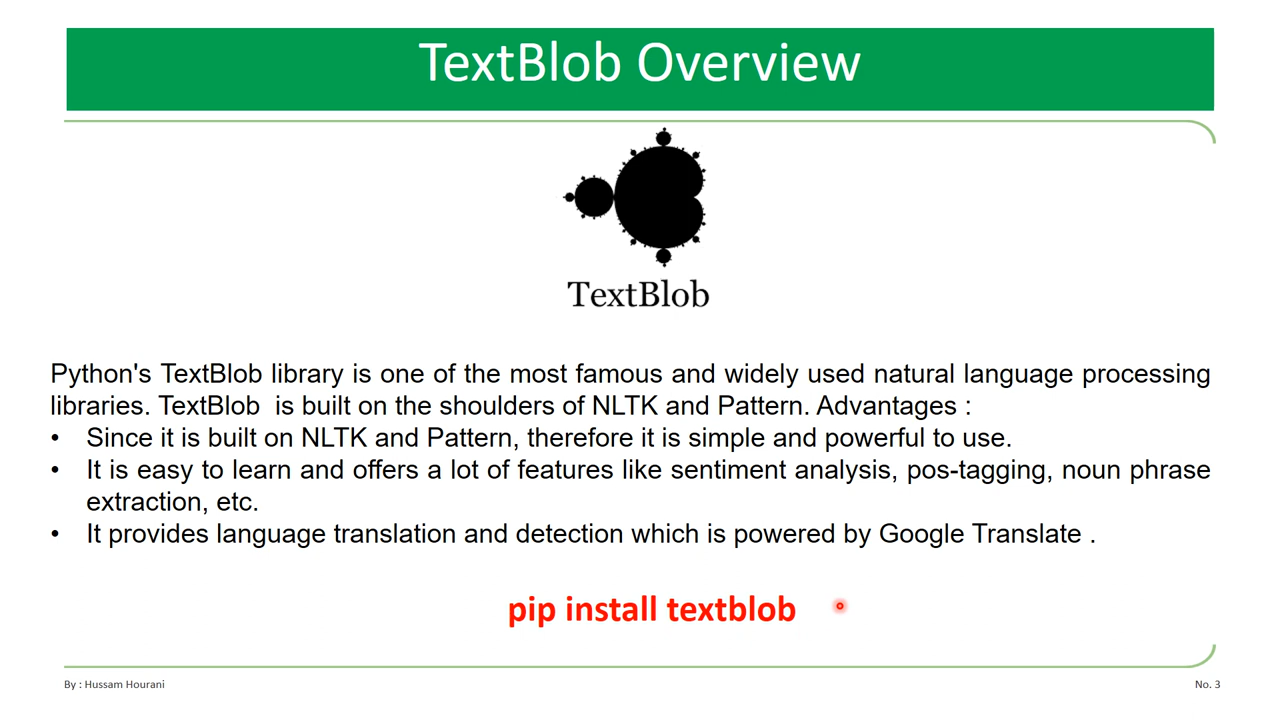 TextBlob Overview
TextBlob
Python's TextBlob library is one of the most famous and widely used natural language processing
libraries. TextBlob  is built on the shoulders of NLTK and Pattern. Advantages :
• Since it is built on NLTK and Pattern, therefore it is simple and powerful to use.
• It is easy to learn and offers a lot of features like sentiment analysis, pos-tagging, noun phrase
extraction, etc.
• It provides language translation and detection which is powered by Google Translate .
pip install textblob
By : Hussam Hourani
No. 3